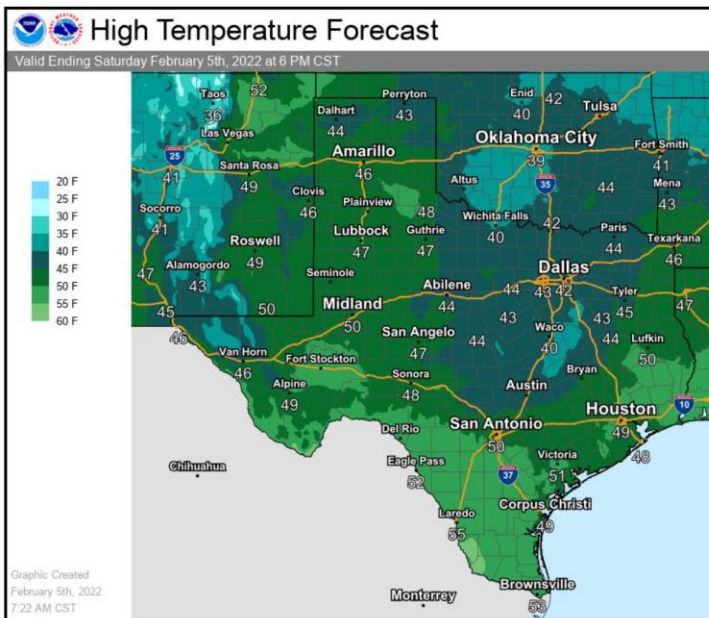 High Temperature Forecast
Valid Ending Saturday February 5th, 2022 at 6 PM CST
20 F
25 F
30 F
35 F
40 F
45 F
50 F
55 F
60 F
Taos
36
52
Las Vegas
25
41
Santa Rosa
49
Socorro
41
Clovis
46
Roswell
49
Alamogordo
43
47
45
46
50
Dalhart
44
Perryton
43
Amarillo
46
Plainview
48
Lubbock
47
Guthrie
47
Seminole
Midland
50
Enid
40
42
Tulsa
Oklahoma City
39
Fort Smith
41
Altus
35
44
Mena
43
Wichita Falls
40
42
Paris
44
Texarkana
46
Dallas
43
42
Abilene
44
44
43
Tyler
45
43
44
47
Waco
40
44
San Angelo
47
Lufkin
50
Van Horn
46
Fort Stockton
Sonora
48
Alpine
49
Bryan
Austin
Houston
49
10
48
San Antonio
50
Del Rio
Eagle Pass
52
37
Victoria
51
Corpus Christi
49
Laredo
55
Brownsville
53
Chihuahua
Monterrey
Graphic Created
February 5th, 2022
7:22 AM CST